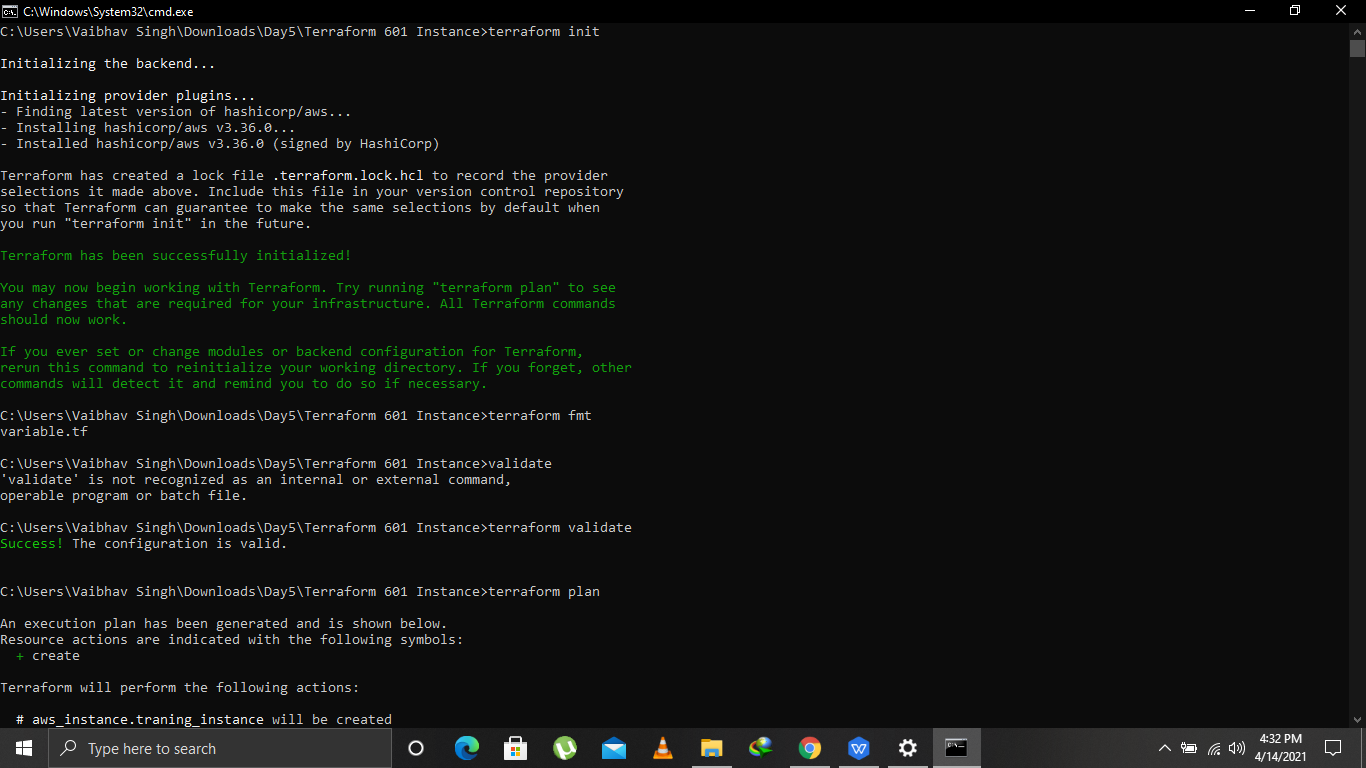 C:\Windows\System32\cmd.exe
C:\Users\Vaibhav Singh\Downloads\Day5\Terraform 601 Instance>terraform init
Initializing the backend...
Initializing provider plugins...
- Finding latest version of hashicorp/aws...
- Installing hashicorp/aws v3.36.0...
- Installed hashicorp/aws v3.36.0 (signed by HashiCorp)
Terraform has created a lock file .terraform.lock.hcl to record the provider
selections it made above. Include this file in your version control repository
so that Terraform can guarantee to make the same selections by default when
you run "terraform init" in the future.
Terraform has been successfully initialized!
You may now begin working with Terraform. Try running "terraform plan" to see
any changes that are required for your infrastructure. All Terraform commands
should now work.
If you ever set or change modules or backend configuration for Terraform,
rerun this command to reinitialize your working directory. If you forget, other
commands will detect it and remind you to do so if necessary.
C:\Users\Vaibhav Singh\Downloads\Day5\Terraform 601 Instance>terraform fmt
variable.tf
C:\Users\Vaibhav Singh\Downloads\Day5\Terraform 601 Instance>validate
'validate' is not recognized as an internal or external command,
operable program or batch file.
C:\Users\Vaibhav Singh\Downloads\Day5\Terraform 601 Instance>terraform validate
Success! The configuration is valid.
C:\Users\Vaibhav Singh\Downloads\Day5\Terraform 601 Instance>terraform plan
An execution plan has been generated and is shown below.
Resource actions are indicated with the following symbols:
+ create
Terraform will perform the following actions:
# aws_instance.traning_instance will be created
Type here to search
4:32 PM
4/14/2021